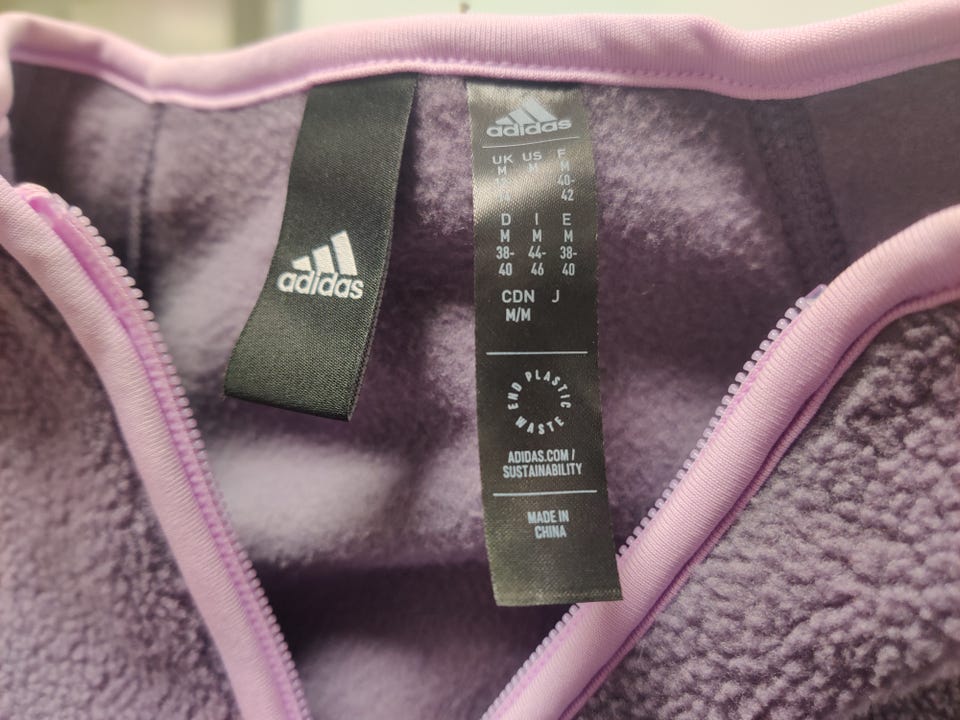 adidas
adidas
UK US F
M M M
40-
42
D I E
M M M
38- 44- 38-
40 46 40
CDN J
M/M
END PLASTIC WASTE
ADIDAS.COM/
SUSTAINABILITY
MADE IN
CHINA